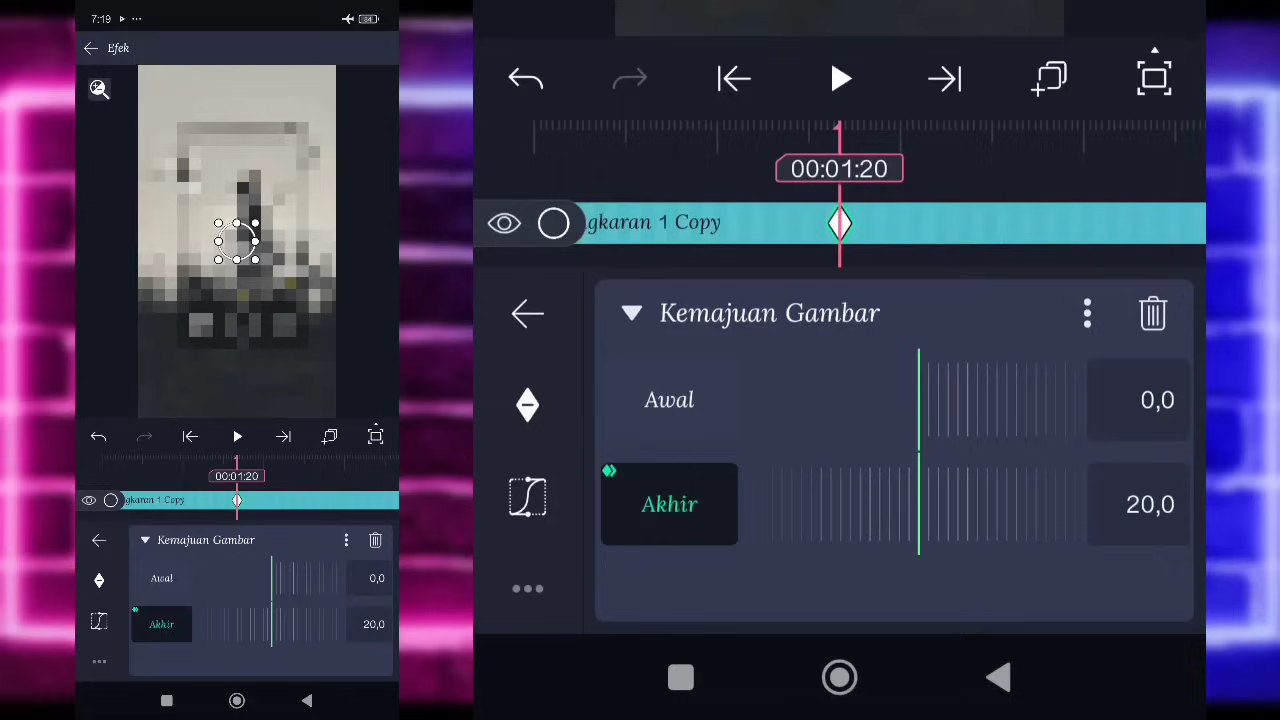 7:19
84
Efek
00:01:20
gkaran 1 Copy
Kemajuan Gambar
Awal
0,0
Akhir
20,0
00:01:20
gkaran 1 Copy
Kemajuan Gambar
Awal
0,0
Akhir
20,0